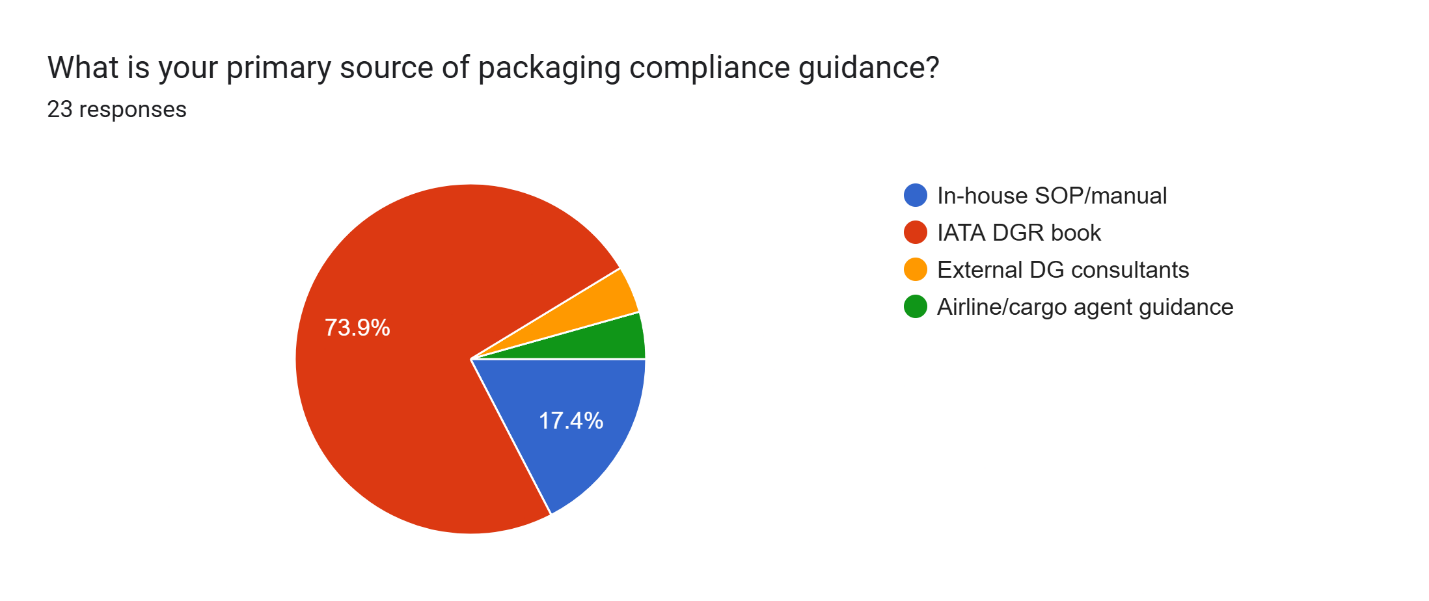 What is your primary source of packaging compliance guidance?
23 responses
In-house SOP/manual
IATA DGR book
External DG consultants
Airline/cargo agent guidance
73.9%
17.4%